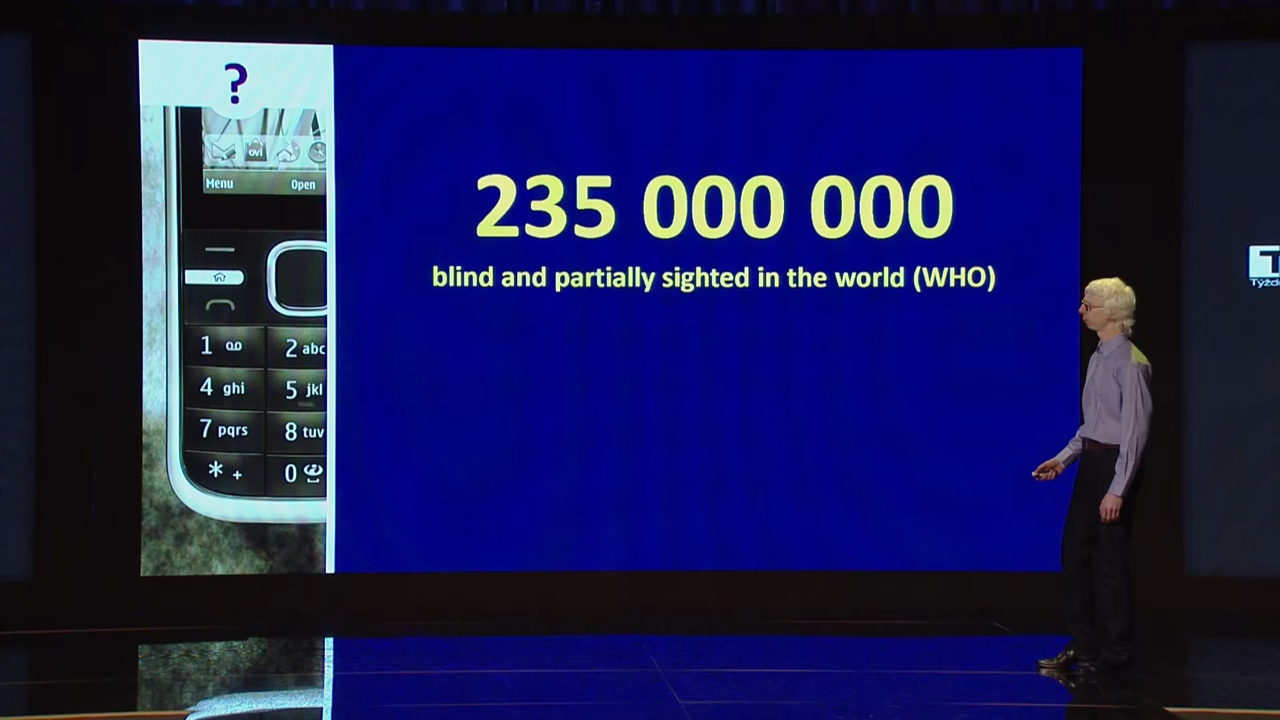 ?
235 000 000
blind and partially sighted in the world (WHO)
ovi
Menu Open
1 2 abc
4 ghi 5 jkl
7 pqrs 8 tuv
* + 0